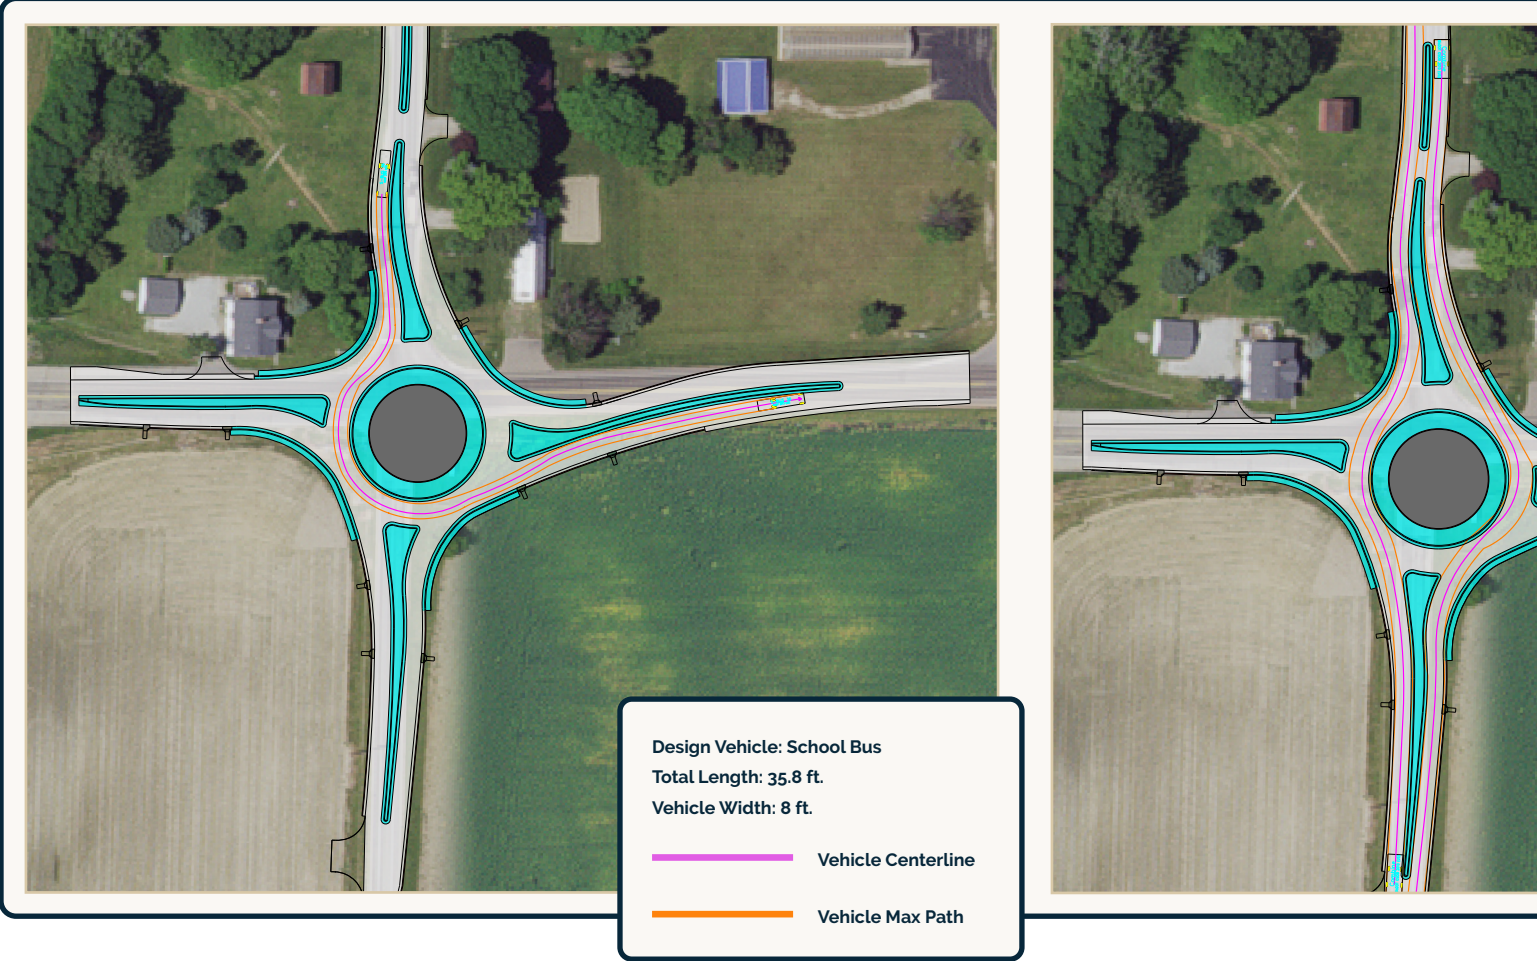 Design Vehicle: School Bus
Total Length: 35.8 ft.
Vehicle Width: 8 ft.
Vehicle Centerline
Vehicle Max Path